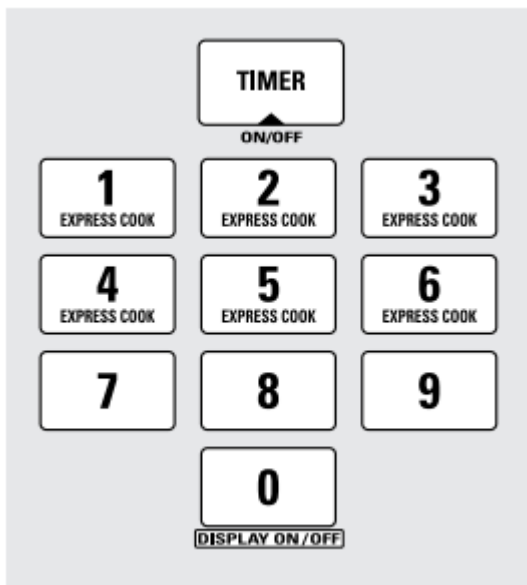 TIMER
ON/OFF
1 2 3
EXPRESS COOK EXPRESS COOK EXPRESS COOK
4 5 6
EXPRESS COOK EXPRESS COOK EXPRESS COOK
7 8 9
0
DISPLAY ON/OFF